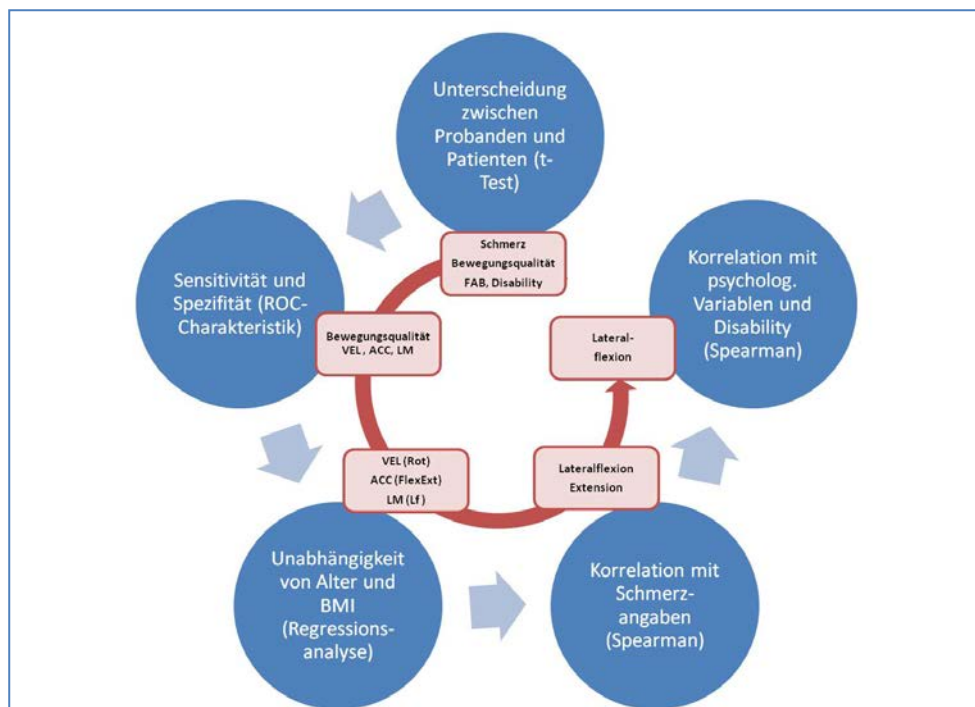 Unterscheidung
zwischen
Probanden und
Patienten (t-
Test)
Schmerz
Bewegungsqualität
FAB, Disability
Sensitivität und
Spezifität (ROC-
Charakteristik)
Bewegungsqualität
VEL , ACC, LM
Unabhängigkeit
von Alter und
BMI
(Regressions-
analyse)
VEL (Rot)
ACC (FlexExt)
LM (Lf )
Korrelation mit
Schmerz-
angaben
(Spearman)
Lateralflexion
Extension
Korrelation mit
psycholog.
Variablen und
Disability
(Spearman)
Lateral-
flexion